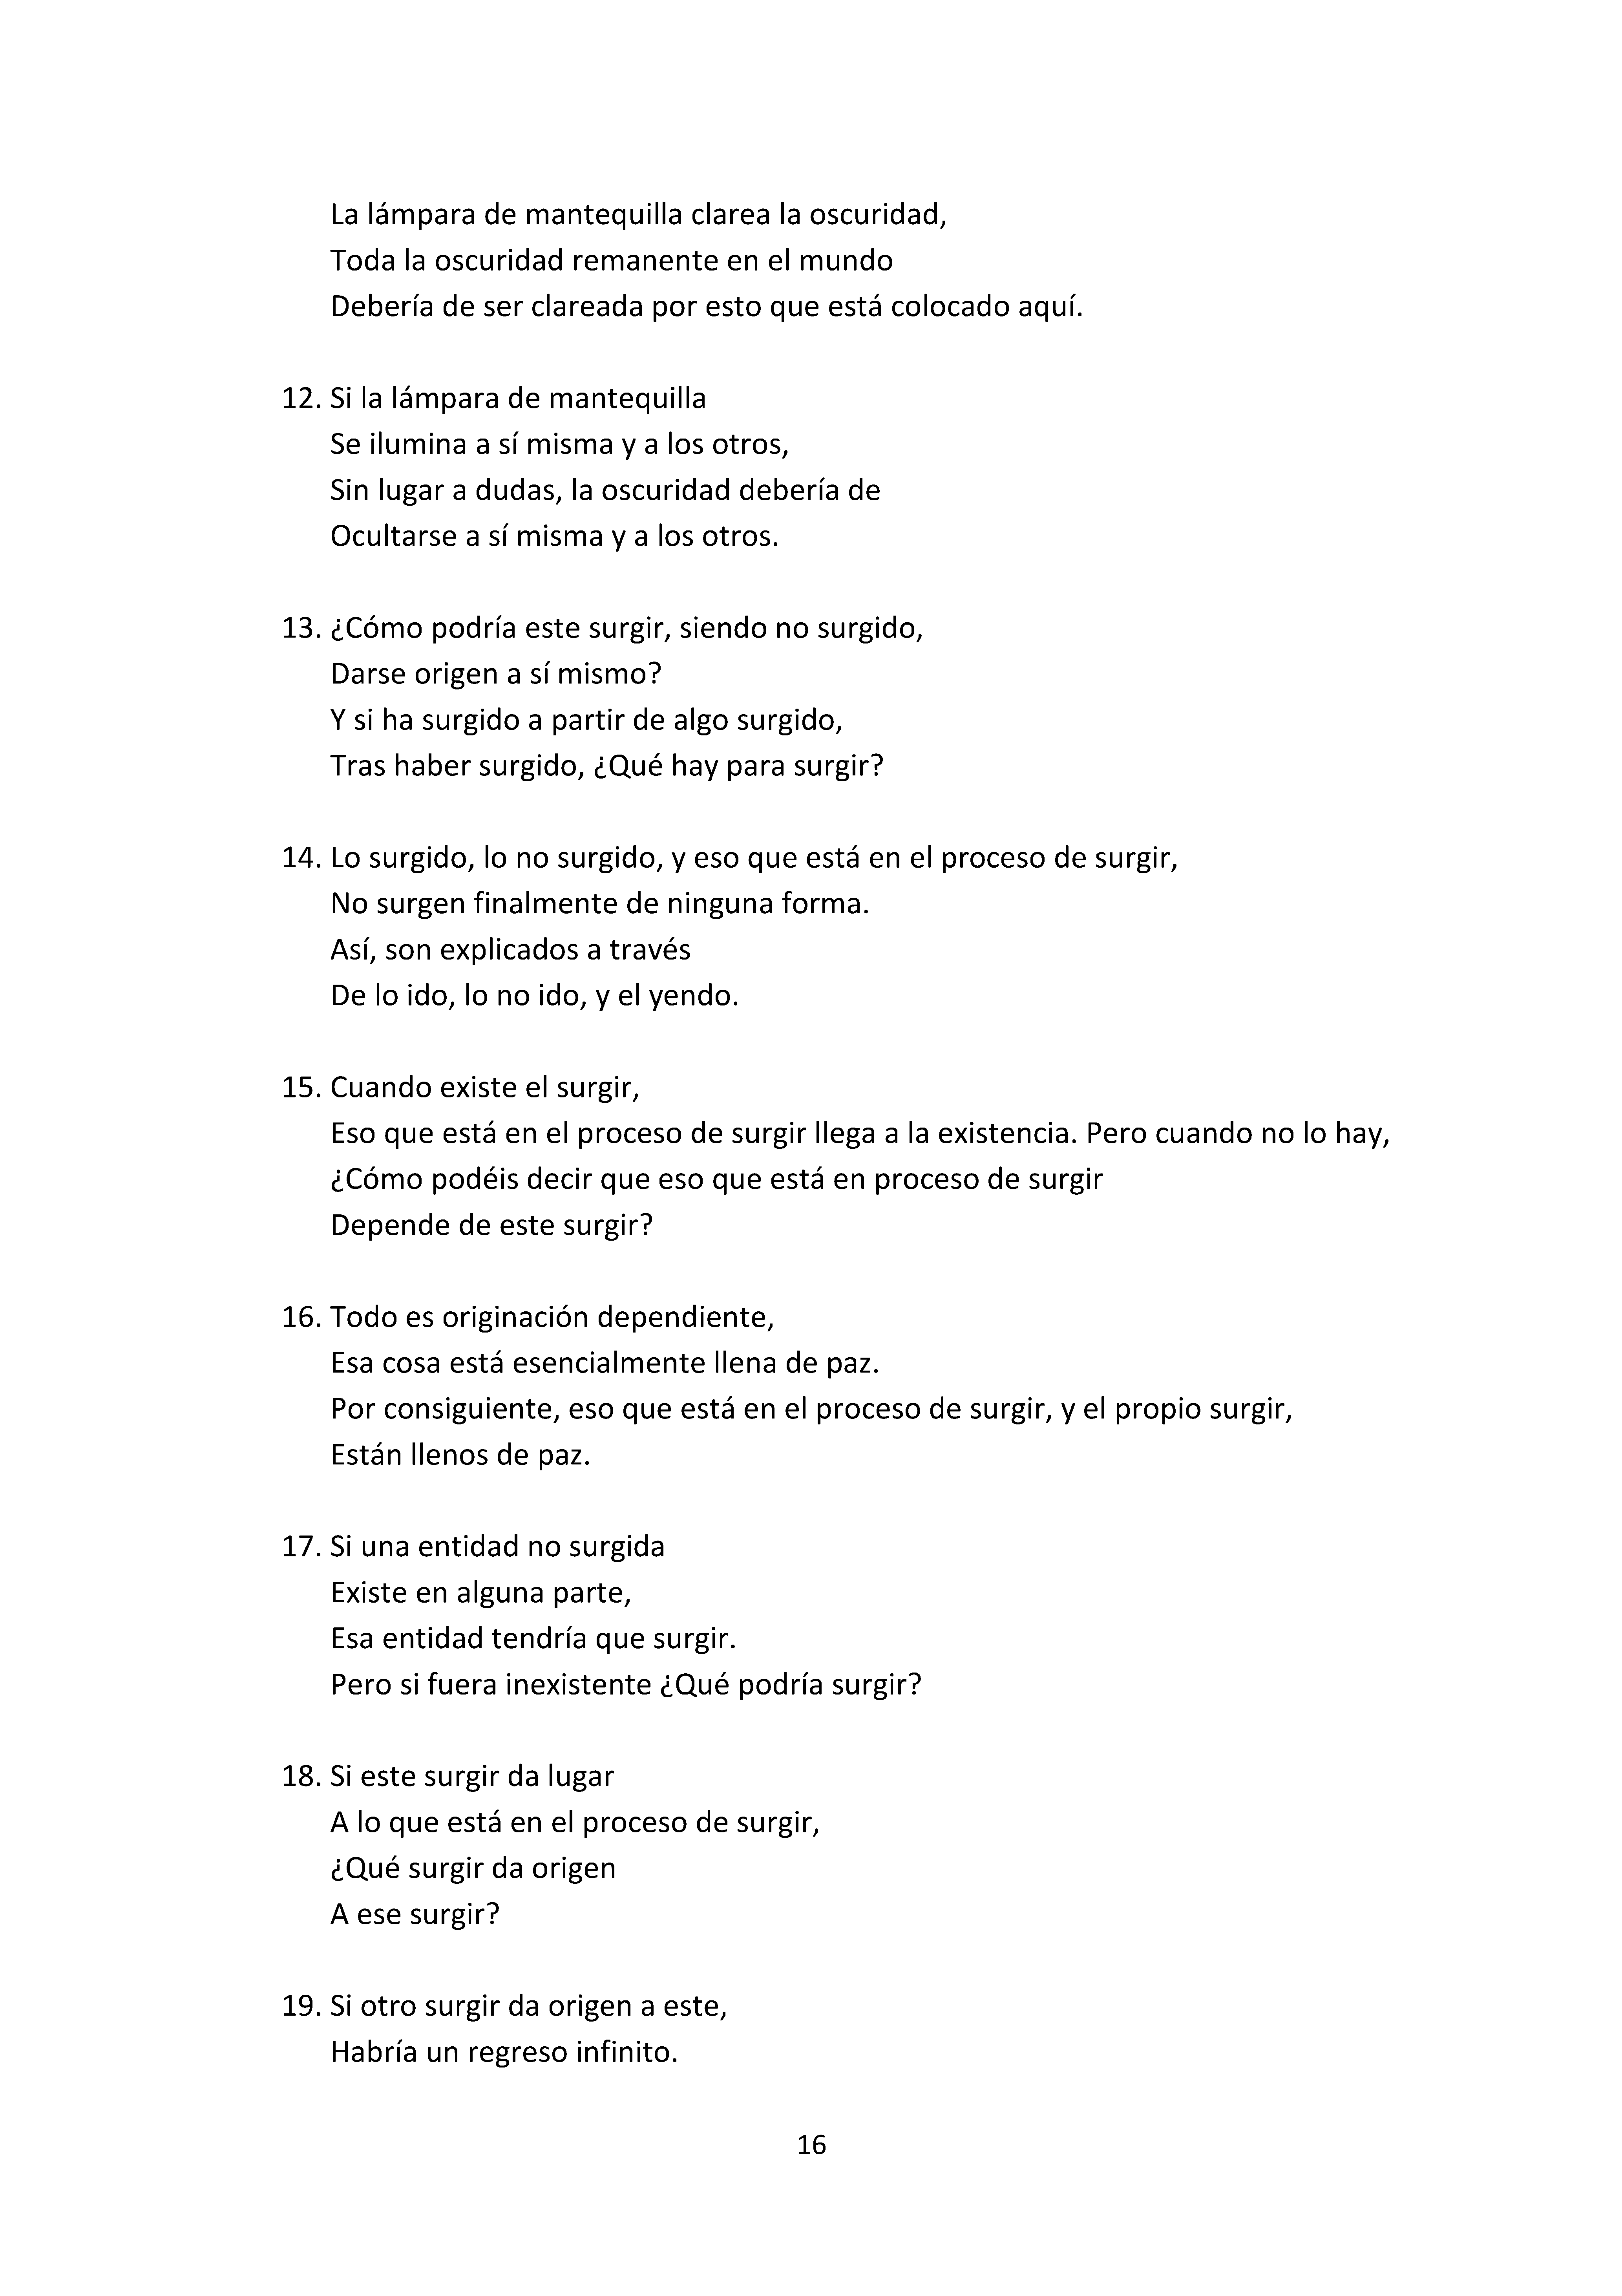 La lámpara de mantequilla clarea la oscuridad,
Toda la oscuridad remanente en el mundo
Debería de ser clareada por esto que está colocado aquí.
12. Si la lámpara de mantequilla
Se ilumina a sí misma y a los otros,
Sin lugar a dudas, la oscuridad debería de
Ocultarse a sí misma y a los otros.
13. ¿Cómo podría este surgir, siendo no surgido,
Darse origen a sí mismo?
Y si ha surgido a partir de algo surgido,
Tras haber surgido, ¿Qué hay para surgir?
14. Lo surgido, lo no surgido, y eso que está en el proceso de surgir,
No surgen finalmente de ninguna forma.
Así, son explicados a través
De lo ido, lo no ido, y el yendo.
15. Cuando existe el surgir,
Eso que está en el proceso de surgir llega a la existencia. Pero cuando no lo hay,
¿Cómo podéis decir que eso que está en proceso de surgir
Depende de este surgir?
16. Todo es originación dependiente,
Esa cosa está esencialmente llena de paz.
Por consiguiente, eso que está en el proceso de surgir, y el propio surgir,
Están llenos de paz.
17. Si una entidad no surgida
Existe en alguna parte,
Esa entidad tendría que surgir.
Pero si fuera inexistente ¿Qué podría surgir?
18. Si este surgir da lugar
A lo que está en el proceso de surgir,
¿Qué surgir da origen
A ese surgir?
19. Si otro surgir da origen a este,
Habría un regreso infinito.
16